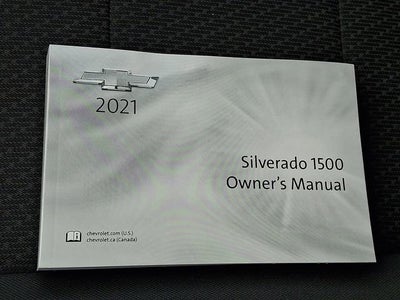 2021
Silverado 1500
Owner's Manual
chevrolet.com (U.S.)
chevrolet.ca (Canada)